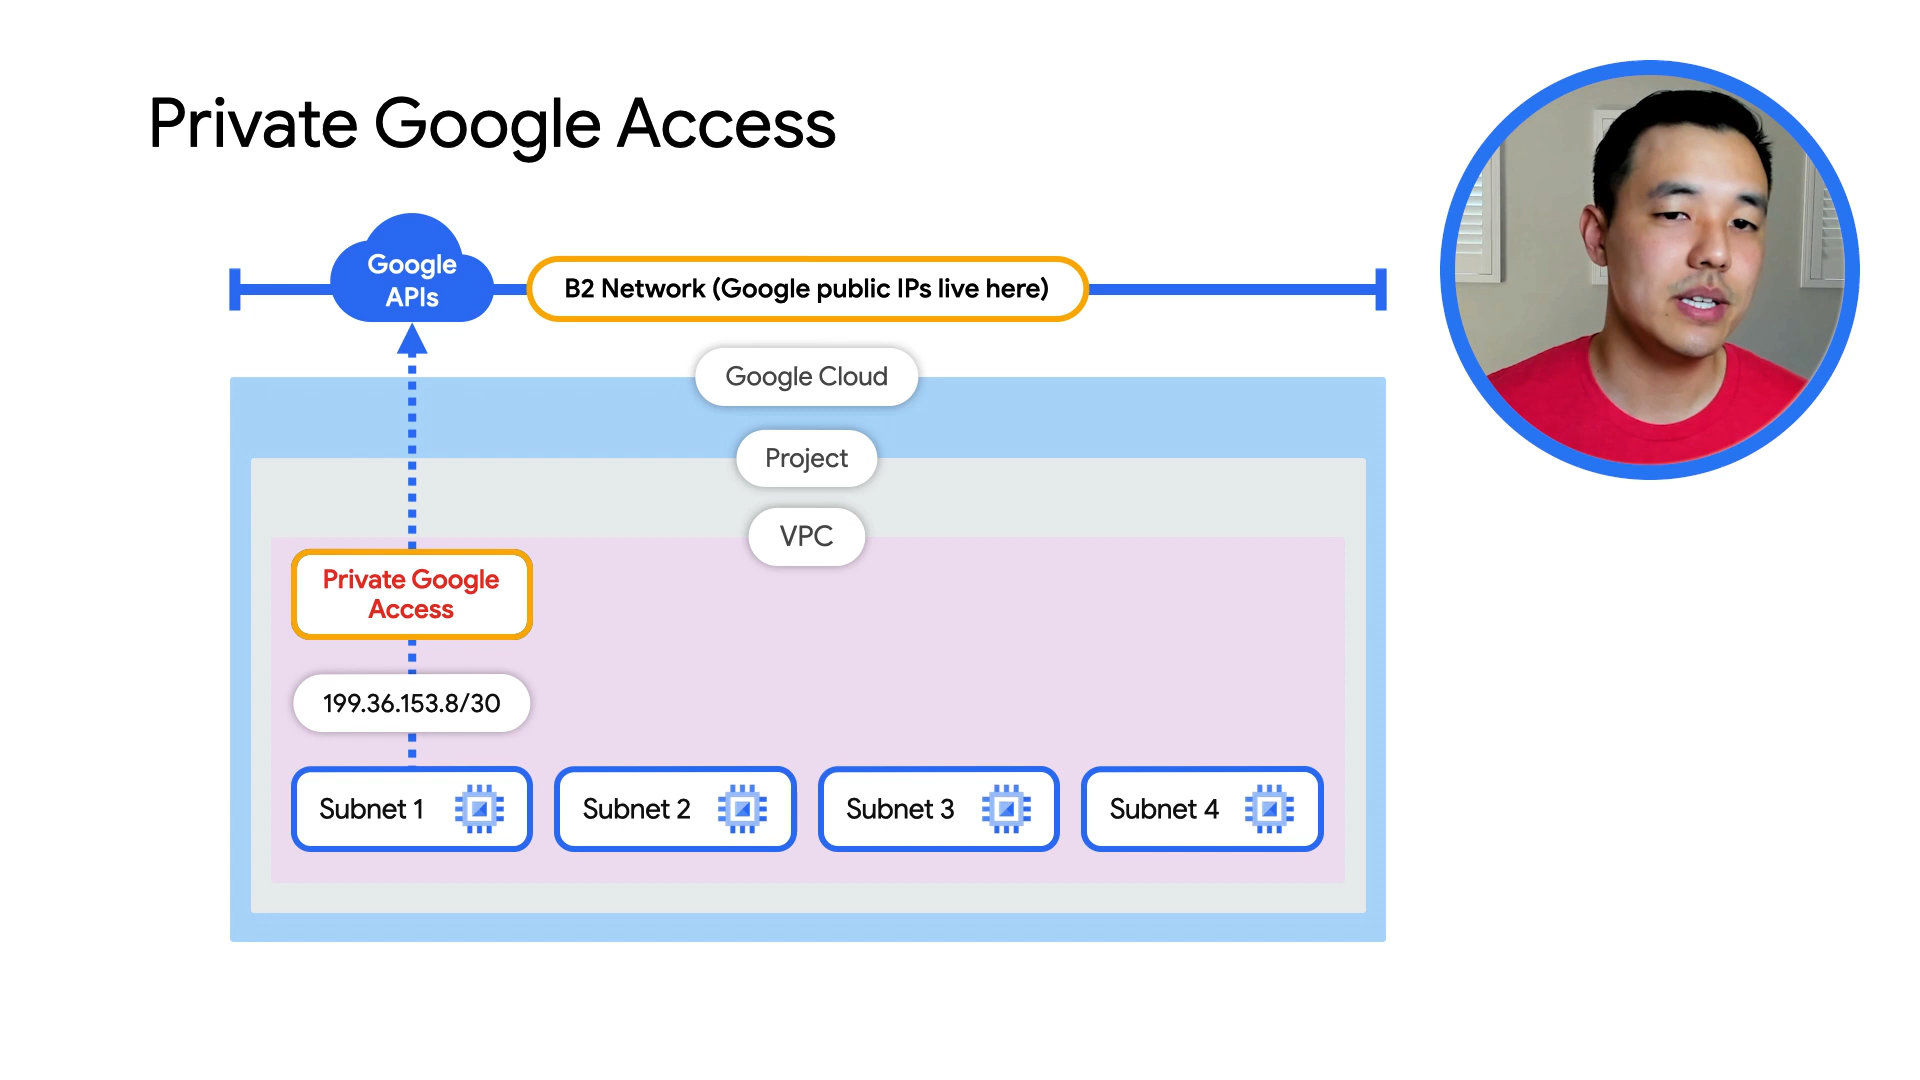 Private Google Access
Google
APIs
B2 Network (Google public IPs live here)
Google Cloud
Project
VPC
Private Google
Access
199.36.153.8/30
Subnet 1
Subnet 2
Subnet 3
Subnet 4